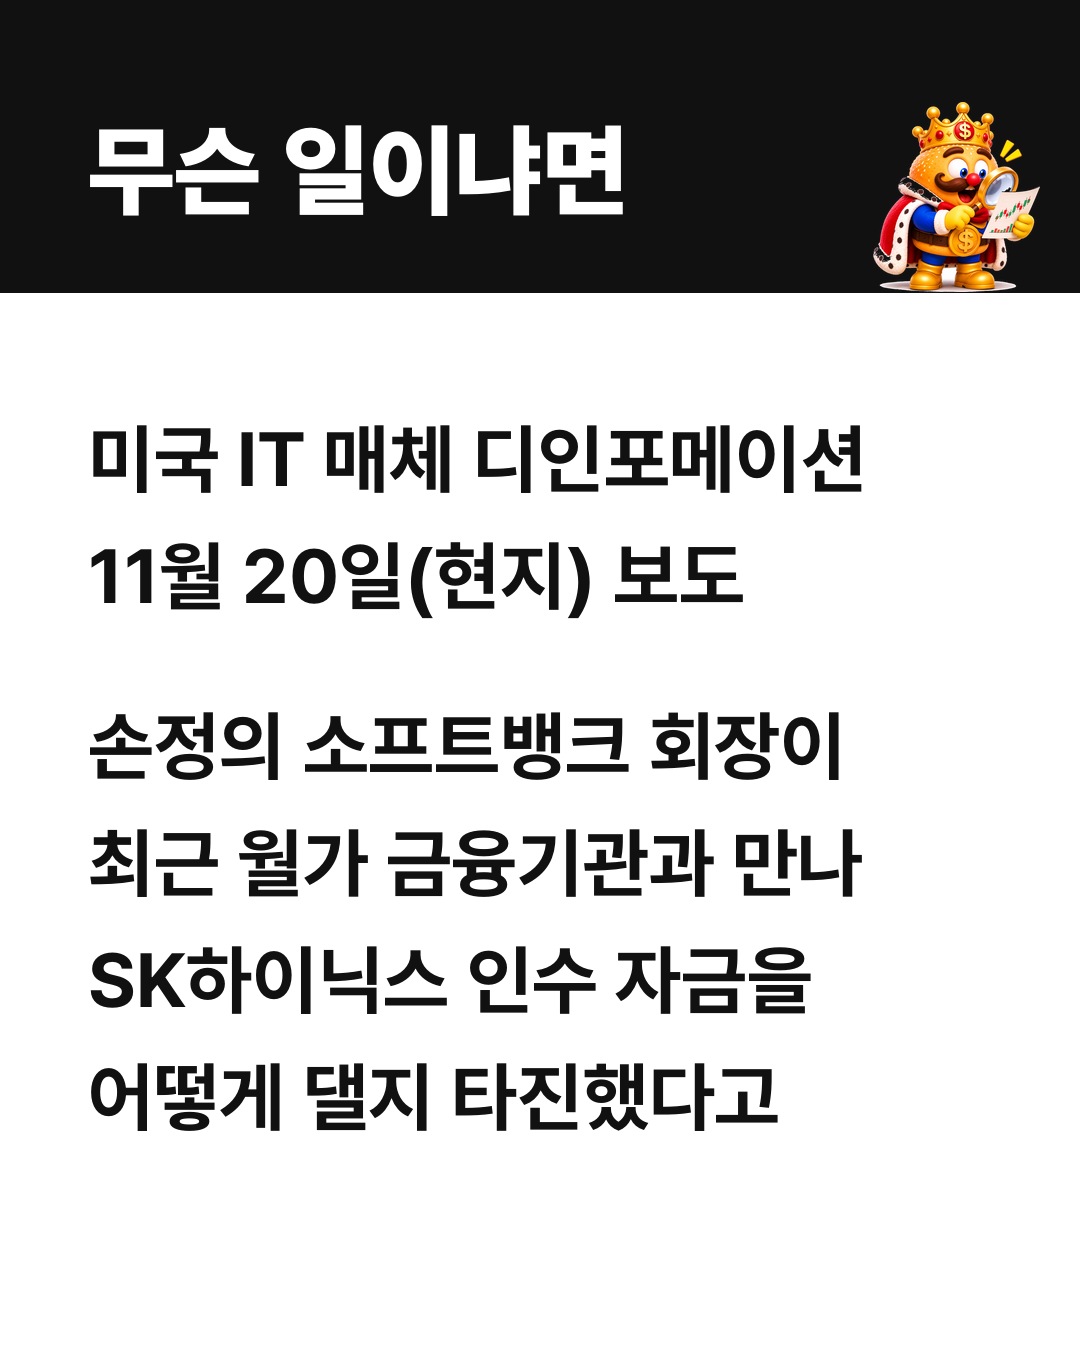 무슨 일이냐면
미국 IT 매체 디인포메이션
11월 20일(현지) 보도
손정의 소프트뱅크 회장이
최근 월가 금융기관과 만나
SK하이닉스 인수 자금을
어떻게 댈지 타진했다고